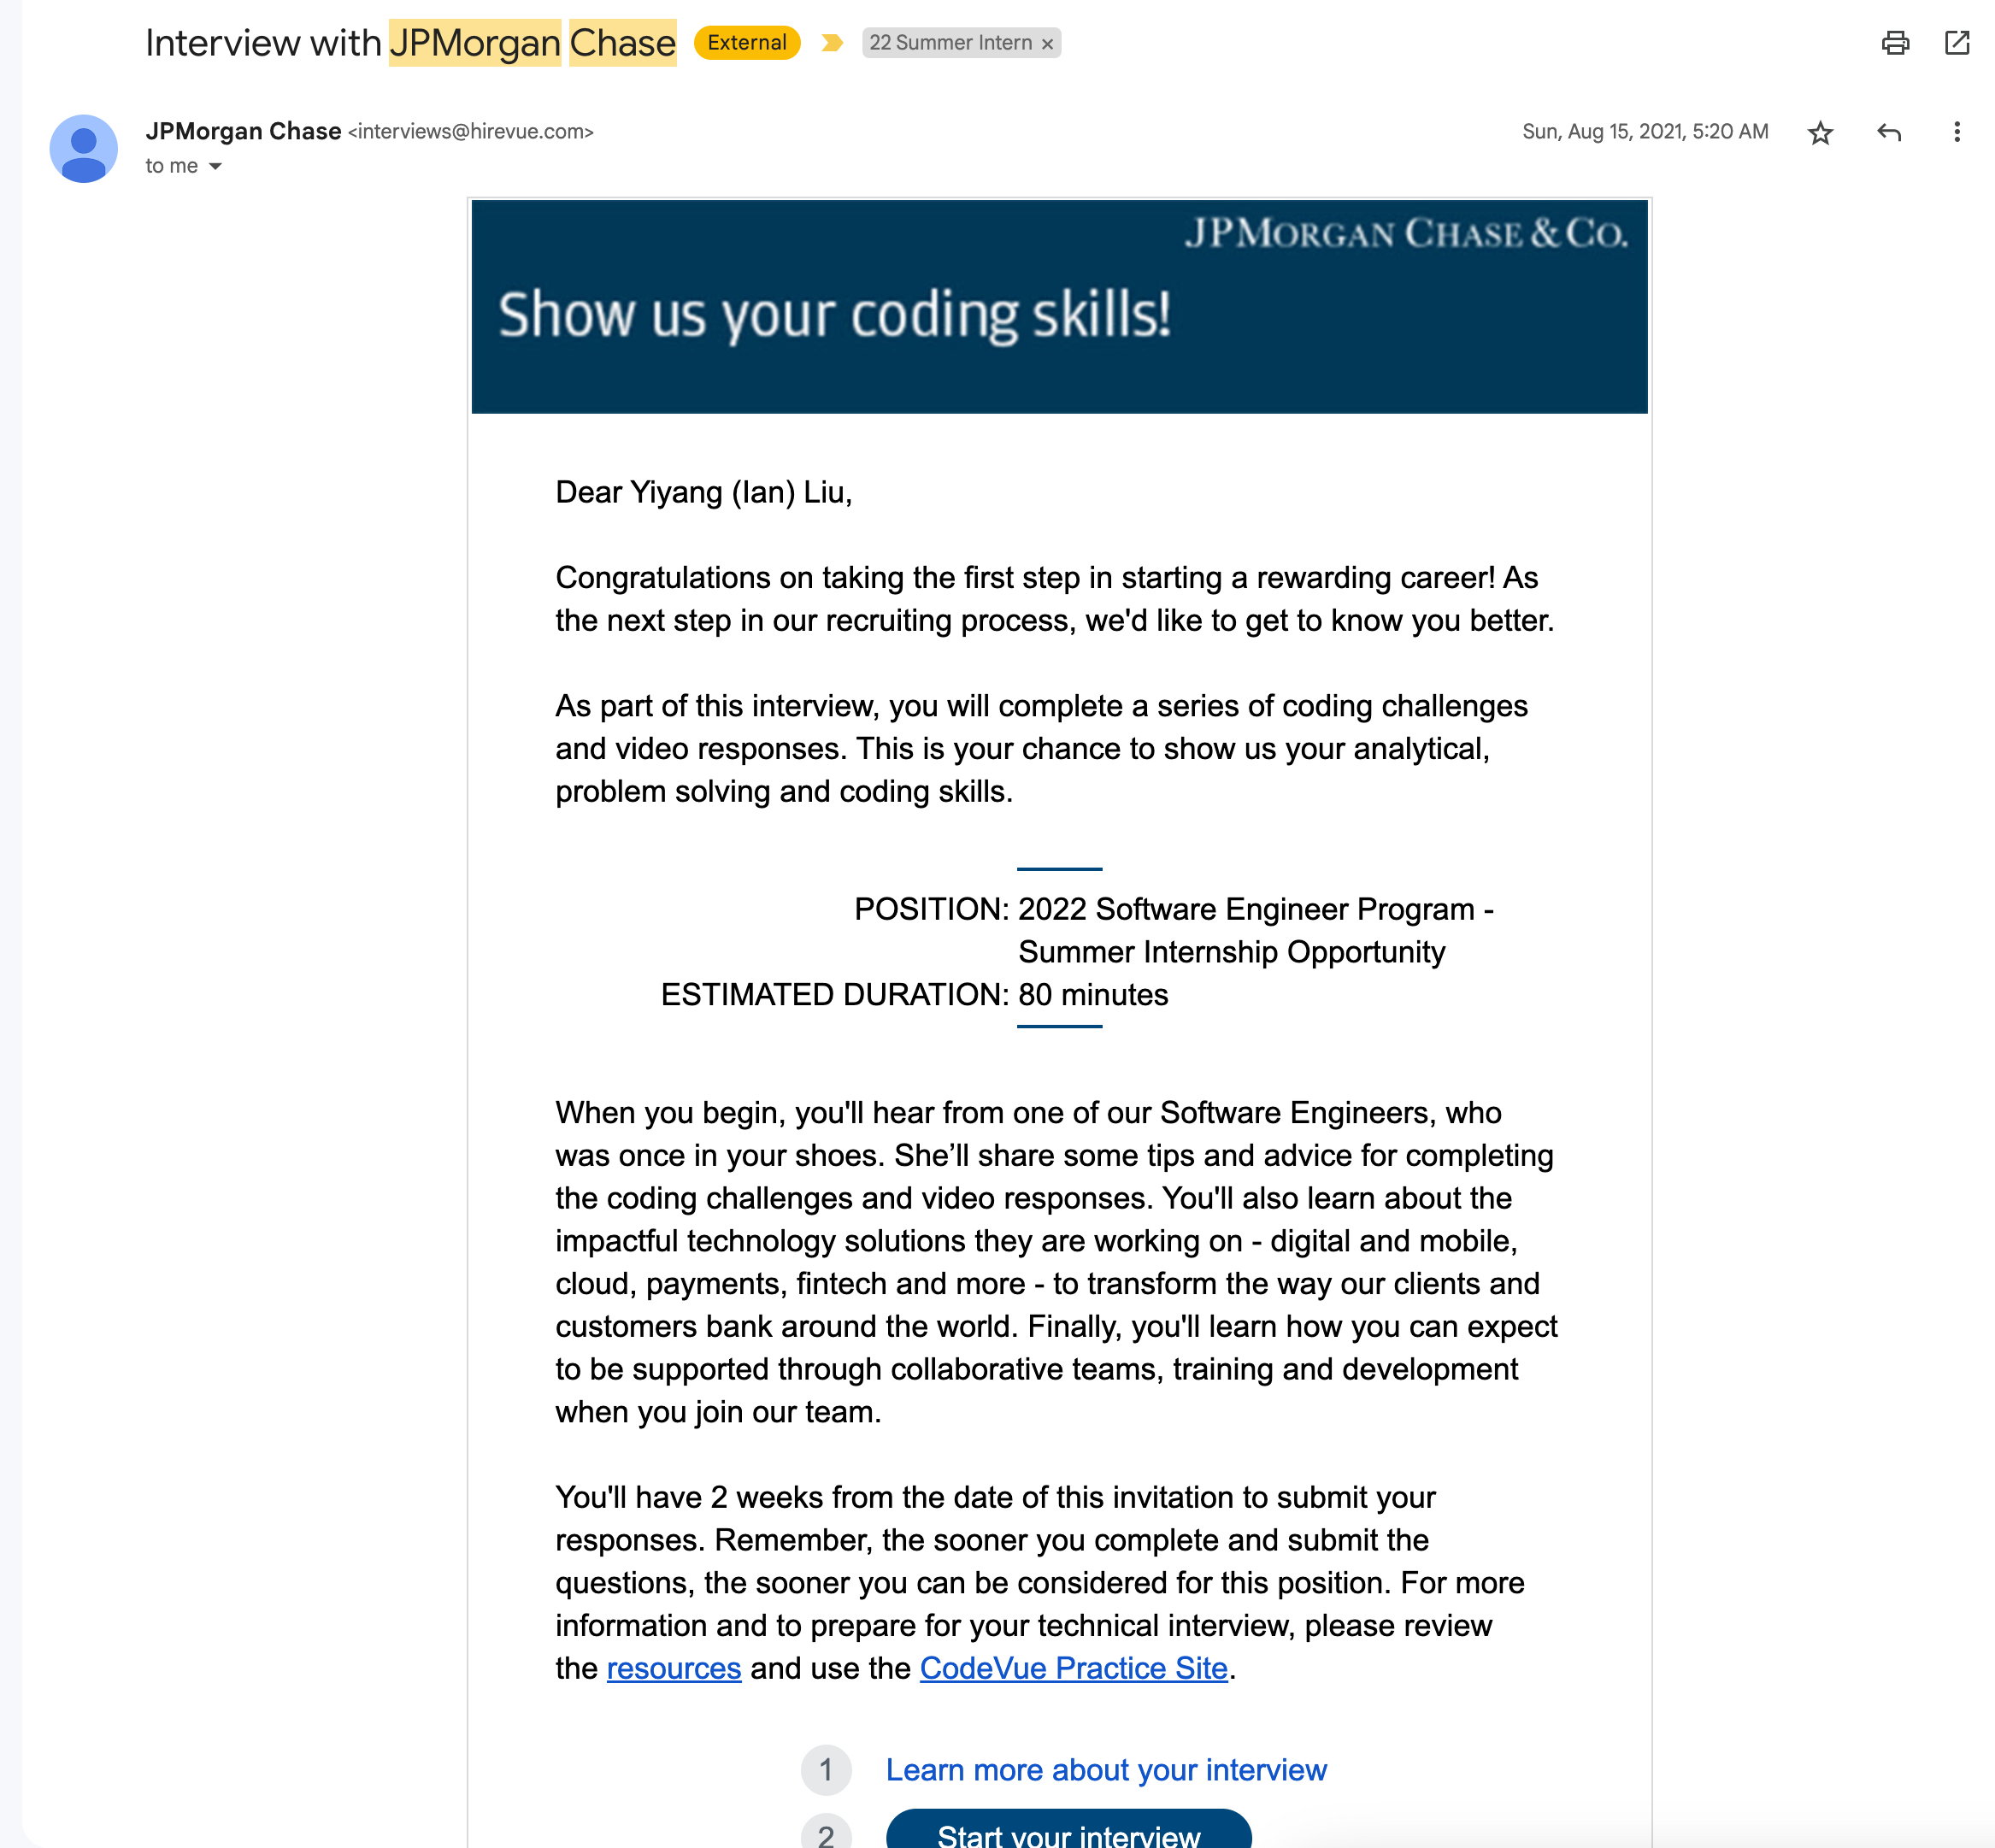 Interview with JPMorgan Chase External 22 Summer Intern ×
JPMorgan Chase <interviews@hirevue.com> Sun, Aug 15, 2021, 5:20 AM
to me
JPMORGAN CHASE & CO.
Show us your coding skills!
Dear Yiyang (Ian) Liu,
Congratulations on taking the first step in starting a rewarding career! As
the next step in our recruiting process, we'd like to get to know you better.
As part of this interview, you will complete a series of coding challenges
and video responses. This is your chance to show us your analytical,
problem solving and coding skills.
POSITION: 2022 Software Engineer Program -
Summer Internship Opportunity
ESTIMATED DURATION: 80 minutes
When you begin, you'll hear from one of our Software Engineers, who
was once in your shoes. She’ll share some tips and advice for completing
the coding challenges and video responses. You'll also learn about the
impactful technology solutions they are working on - digital and mobile,
cloud, payments, fintech and more - to transform the way our clients and
customers bank around the world. Finally, you'll learn how you can expect
to be supported through collaborative teams, training and development
when you join our team.
You'll have 2 weeks from the date of this invitation to submit your
responses. Remember, the sooner you complete and submit the
questions, the sooner you can be considered for this position. For more
information and to prepare for your technical interview, please review
the resources and use the CodeVue Practice Site.
1 Learn more about your interview
2 Start your interview